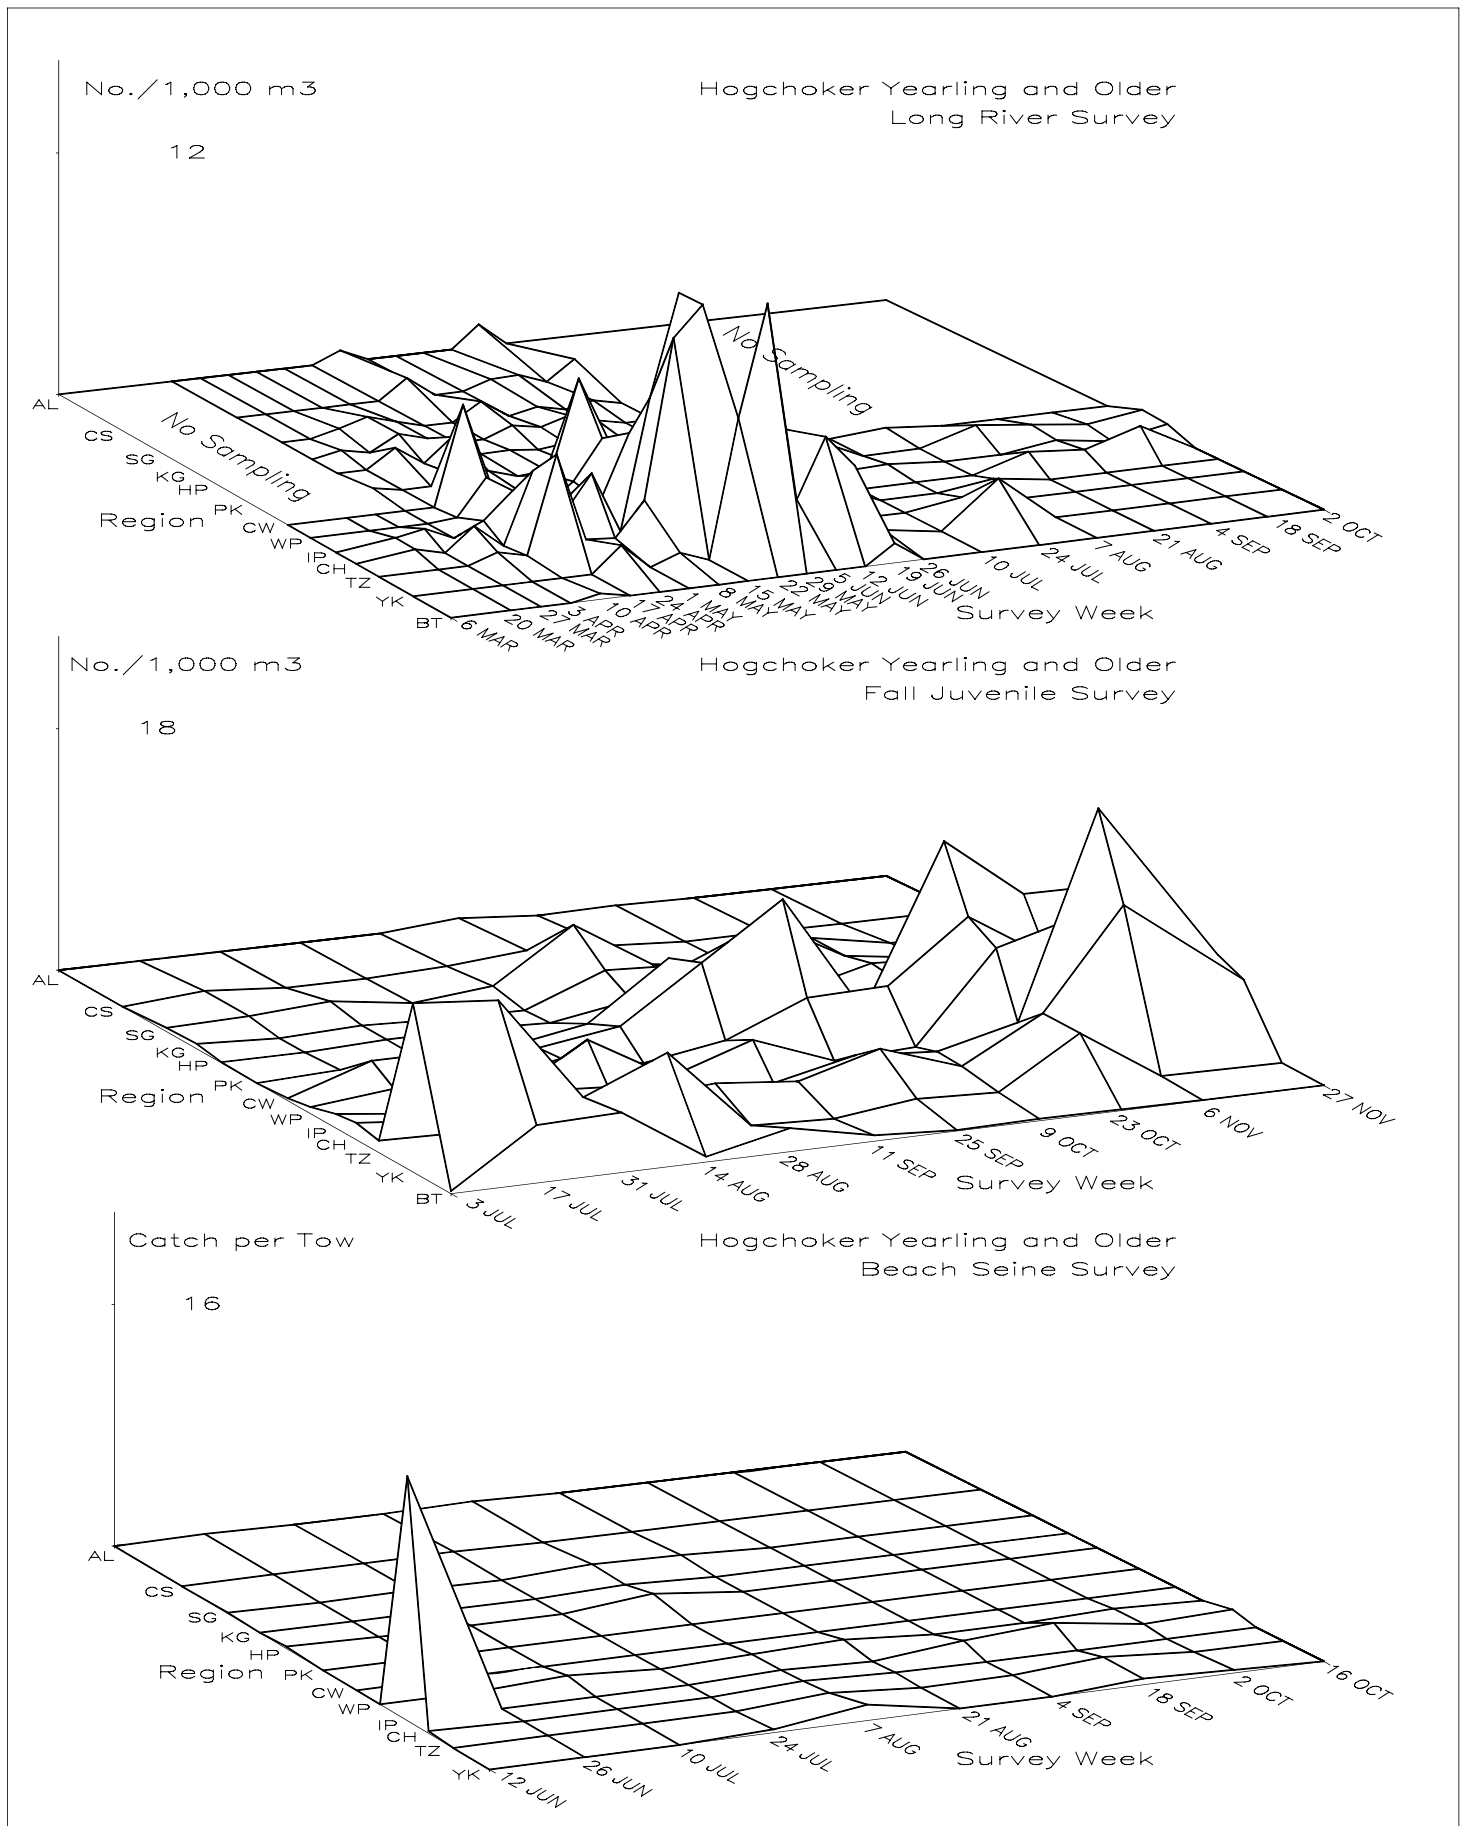 No./1,000 m3
Hogchoker Yearling and Older
Long River Survey
12
No Sampling
No Sampling
AL
CS
SG
KG
HP
PK
CW
WP
IP
CH
TZ
YK
BT
Region
6 MAR
20 MAR
27 MAR
3 APR
10 APR
17 APR
24 APR
1 MAY
8 MAY
15 MAY
22 MAY
29 MAY
5 JUN
12 JUN
19 JUN
26 JUN
10 JUL
24 JUL
7 AUG
21 AUG
4 SEP
18 SEP
2 OCT
Survey Week
No./1,000 m3
Hogchoker Yearling and Older
Fall Juvenile Survey
18
AL
CS
SG
KG
HP
PK
CW
WP
IP
CH
TZ
YK
BT
Region
3 JUL
17 JUL
31 JUL
14 AUG
28 AUG
11 SEP
25 SEP
9 OCT
23 OCT
6 NOV
27 NOV
Survey Week
Catch per Tow
Hogchoker Yearling and Older
Beach Seine Survey
16
AL
CS
SG
KG
HP
PK
CW
WP
IP
CH
TZ
YK
Region
12 JUN
26 JUN
10 JUL
24 JUL
7 AUG
21 AUG
4 SEP
18 SEP
2 OCT
16 OCT
Survey Week